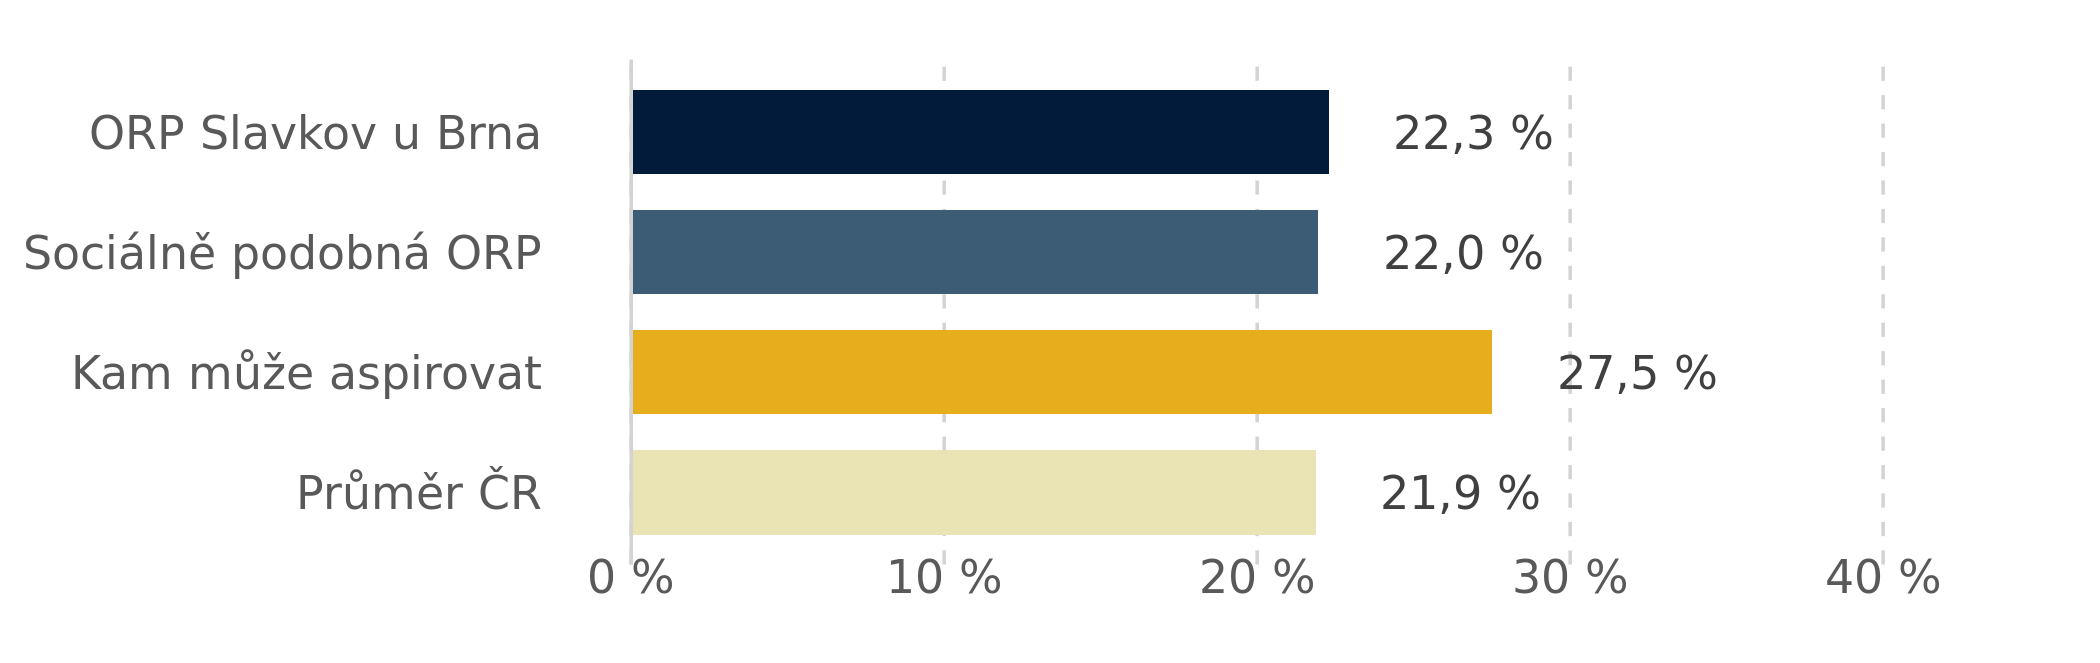 ORP Slavkov u Brna 22,3 %
Sociálně podobná ORP 22,0 %
Kam může aspirovat 27,5 %
Průměr ČR 21,9 %
0 % 10 % 20 % 30 % 40 %